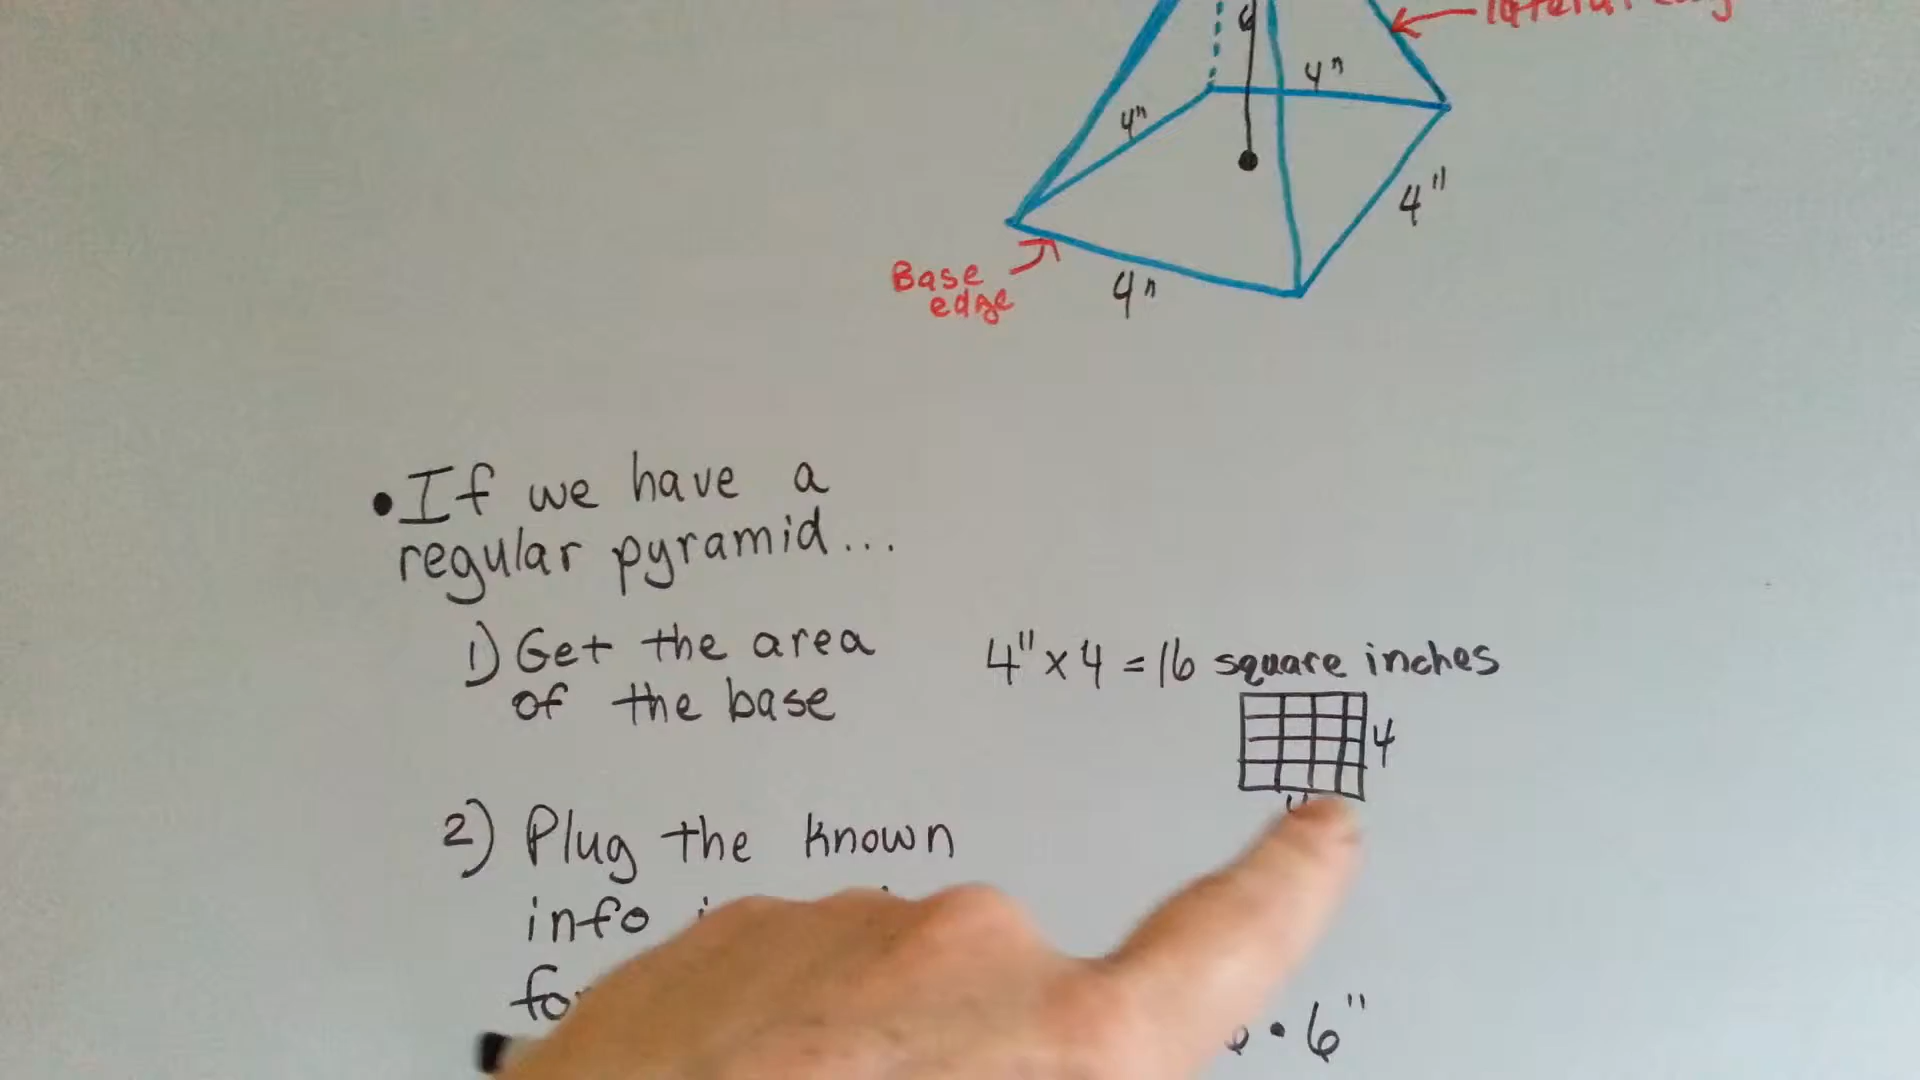 6
4"
4"
4"
Base
edge
4"
• If we have a
regular pyramid...
1) Get the area
of the base
4" x 4 = 16 square inches
4
2) Plug the known
info
• 6"